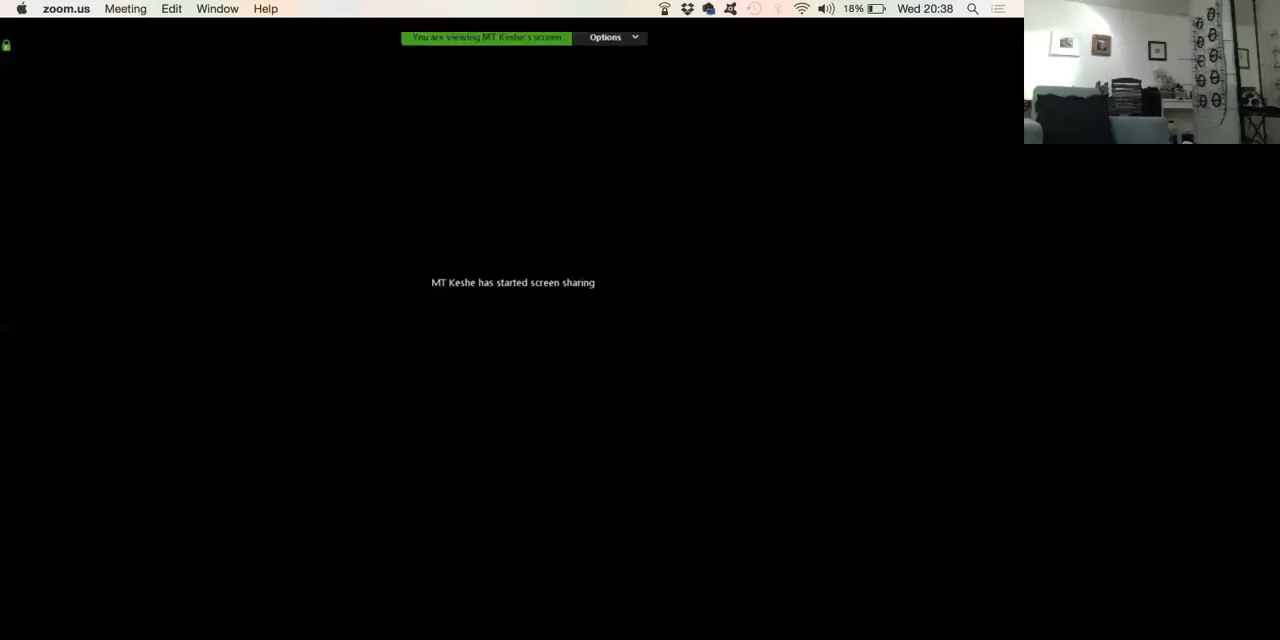 zoom.us Meeting Edit Window Help 18% Wed 20:38
You are viewing MT Keshe's screen Options
MT Keshe has started screen sharing